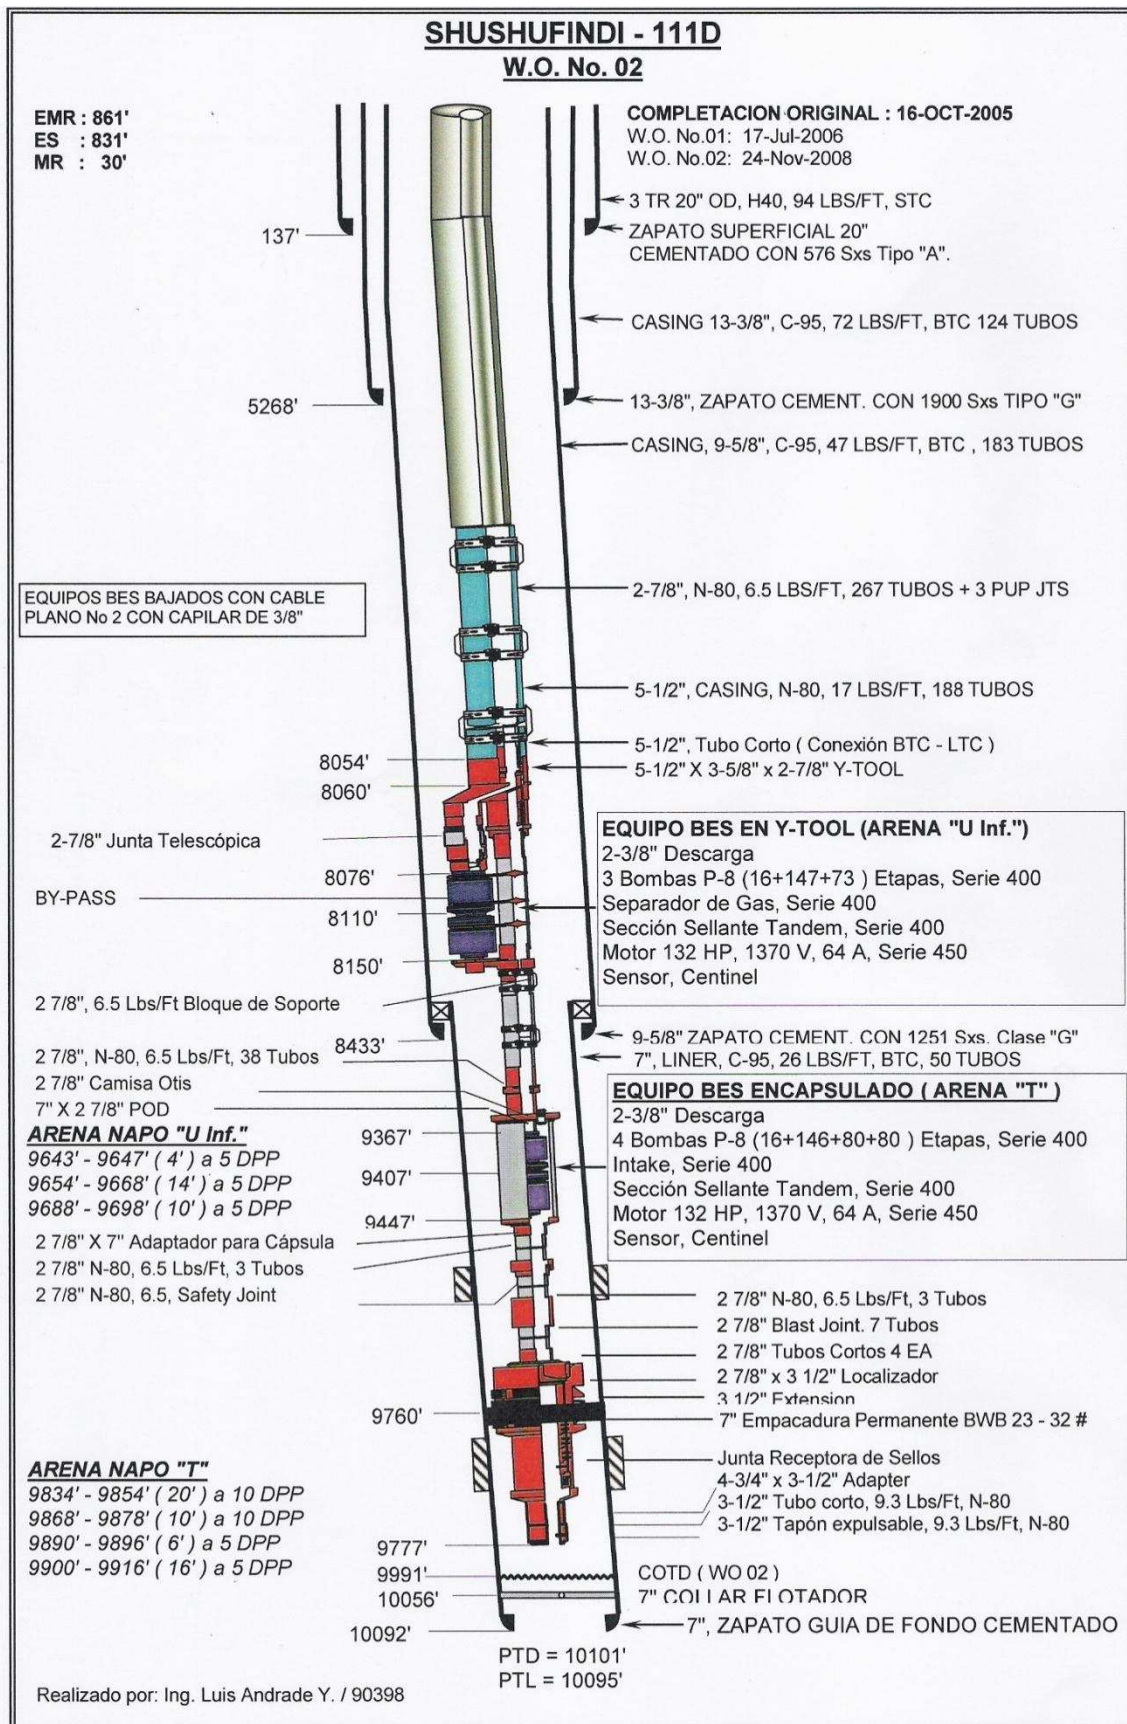 SHUSHUFINDI - 111D
W.O. No. 02
EMR : 861'
ES : 831'
MR : 30'
COMPLETACION ORIGINAL : 16-OCT-2005
W.O. No.01: 17-Jul-2006
W.O. No.02: 24-Nov-2008
3 TR 20" OD, H40, 94 LBS/FT, STC
137'
ZAPATO SUPERFICIAL 20"
CEMENTADO CON 576 Sxs Tipo "A".
CASING 13-3/8", C-95, 72 LBS/FT, BTC 124 TUBOS
5268'
13-3/8", ZAPATO CEMENT. CON 1900 Sxs TIPO "G"
CASING, 9-5/8", C-95, 47 LBS/FT, BTC , 183 TUBOS
EQUIPOS BES BAJADOS CON CABLE
PLANO No 2 CON CAPILAR DE 3/8"
2-7/8", N-80, 6.5 LBS/FT, 267 TUBOS + 3 PUP JTS
5-1/2", CASING, N-80, 17 LBS/FT, 188 TUBOS
5-1/2", Tubo Corto ( Conexión BTC - LTC )
8054'
5-1/2" X 3-5/8" x 2-7/8" Y-TOOL
8060'
2-7/8" Junta Telescópica
8076'
BY-PASS
8110'
8150'
EQUIPO BES EN Y-TOOL (ARENA "U Inf.")
2-3/8" Descarga
3 Bombas P-8 (16+147+73 ) Etapas, Serie 400
Separador de Gas, Serie 400
Sección Sellante Tandem, Serie 400
Motor 132 HP, 1370 V, 64 A, Serie 450
Sensor, Centinel
2 7/8", 6.5 Lbs/Ft Bloque de Soporte
8433'
9-5/8" ZAPATO CEMENT. CON 1251 Sxs. Clase "G"
2 7/8", N-80, 6.5 Lbs/Ft, 38 Tubos
7", LINER, C-95, 26 LBS/FT, BTC, 50 TUBOS
2 7/8" Camisa Otis
7" X 2 7/8" POD
EQUIPO BES ENCAPSULADO ( ARENA "T" )
2-3/8" Descarga
4 Bombas P-8 (16+146+80+80 ) Etapas, Serie 400
Intake, Serie 400
Sección Sellante Tandem, Serie 400
Motor 132 HP, 1370 V, 64 A, Serie 450
Sensor, Centinel
ARENA NAPO "U Inf."
9643' - 9647' ( 4' ) a 5 DPP
9654' - 9668' ( 14' ) a 5 DPP
9688' - 9698' ( 10' ) a 5 DPP
9367'
9407'
9447'
2 7/8" X 7" Adaptador para Cápsula
2 7/8" N-80, 6.5 Lbs/Ft, 3 Tubos
2 7/8" N-80, 6.5, Safety Joint
2 7/8" N-80, 6.5 Lbs/Ft, 3 Tubos
2 7/8" Blast Joint. 7 Tubos
2 7/8" Tubos Cortos 4 EA
2 7/8" x 3 1/2" Localizador
3 1/2" Extension
9760'
7" Empacadura Permanente BWB 23 - 32 #
Junta Receptora de Sellos
4-3/4" x 3-1/2" Adapter
3-1/2" Tubo corto, 9.3 Lbs/Ft, N-80
3-1/2" Tapón expulsable, 9.3 Lbs/Ft, N-80
ARENA NAPO "T"
9834' - 9854' ( 20' ) a 10 DPP
9868' - 9878' ( 10' ) a 10 DPP
9890' - 9896' ( 6' ) a 5 DPP
9900' - 9916' ( 16' ) a 5 DPP
9777'
9991'
COTD ( WO 02 )
10056'
7" COLLAR FLOTADOR
10092'
7", ZAPATO GUIA DE FONDO CEMENTADO
PTD = 10101'
PTL = 10095'
Realizado por: Ing. Luis Andrade Y. / 90398